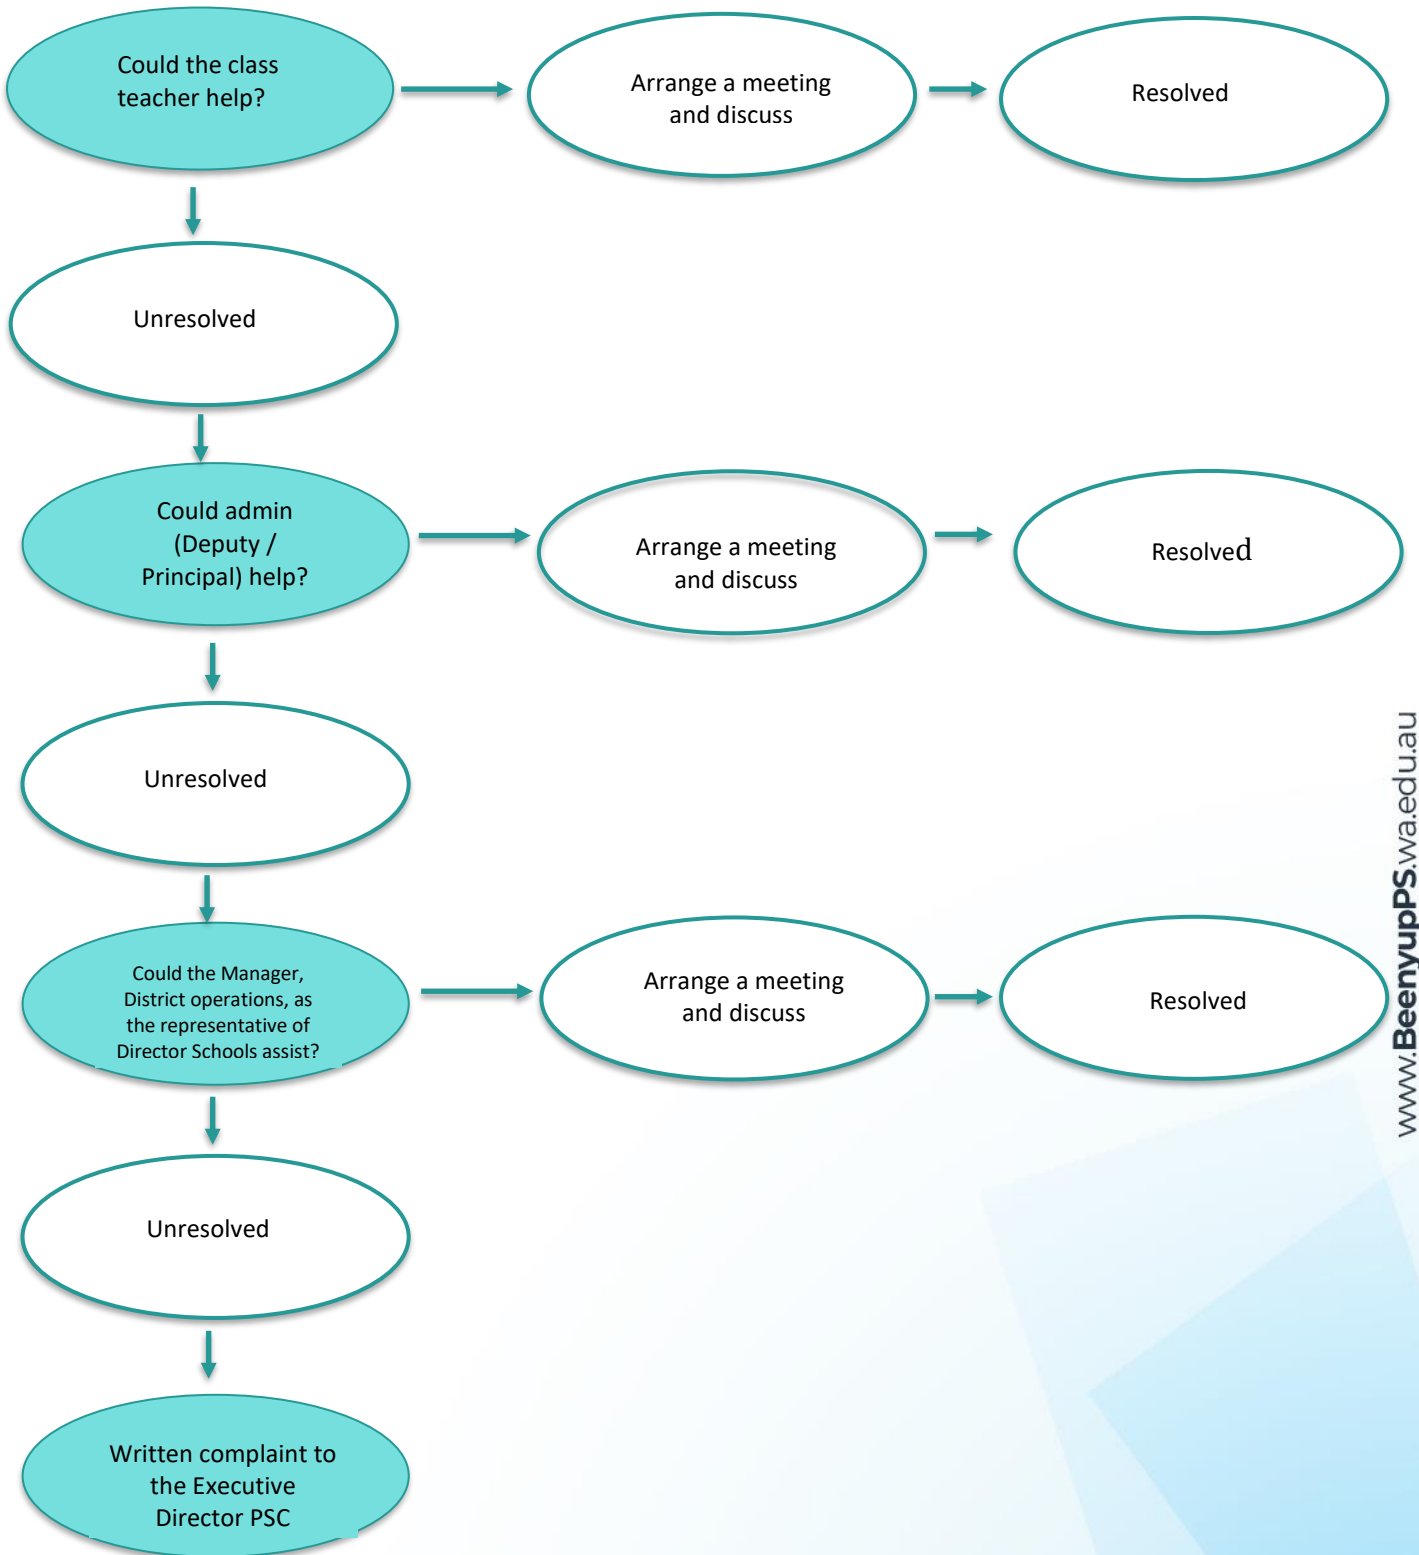 Could the class
teacher help?
Arrange a meeting
and discuss
Resolved
Unresolved
Could admin
(Deputy /
Principal) help?
Arrange a meeting
and discuss
Resolved
Unresolved
Could the Manager,
District operations, as
the representative of
Director Schools assist?
Arrange a meeting
and discuss
Resolved
Unresolved
Written complaint to
the Executive
Director PSC
www.BeenyupPS.wa.edu.au